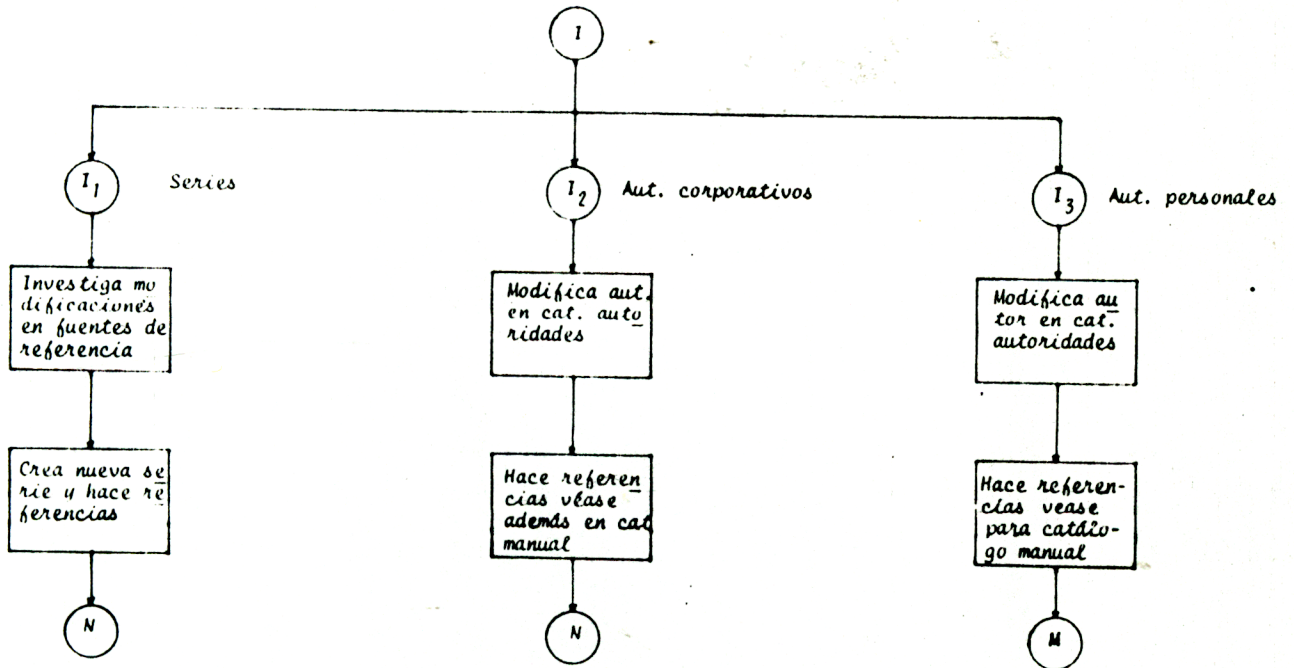 I
I1 Series
I2 Aut. corporativos
I3 Aut. personales
Investiga mo
dificaciones
en fuentes de
referencia
Modifica aut.
en cat. auto
ridades
Modifica au
tor en cat.
autoridades
Crea nueva se
rie y hace re
ferencias
Hace referen
cias véase
además en cat
manual
Hace referen-
cias vease
para catálo-
go manual
N
N
M